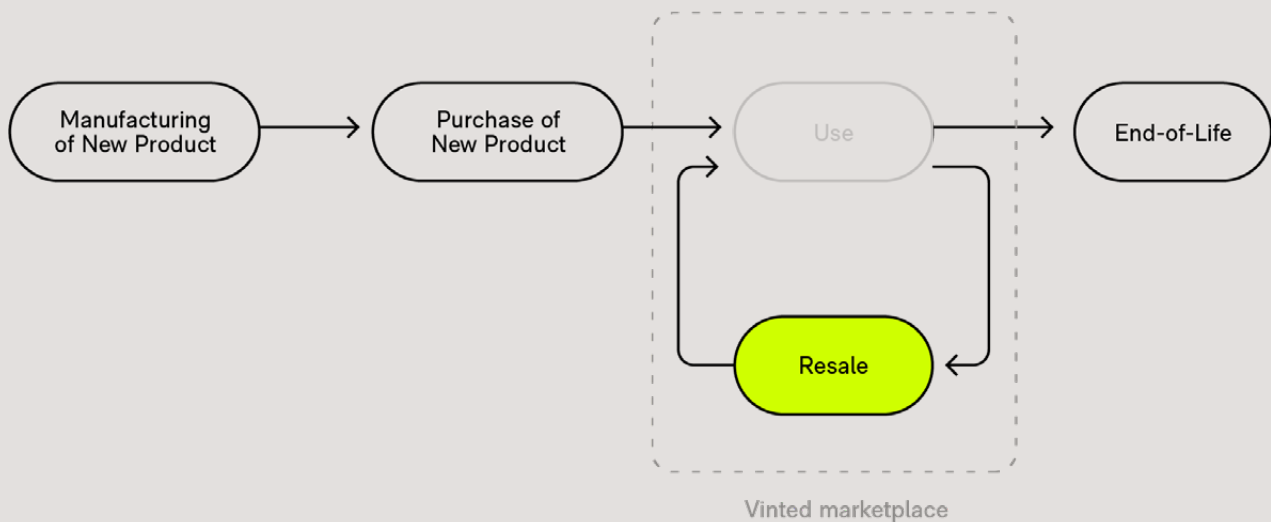 Manufacturing
of New Product
Purchase of
New Product
Use
End-of-Life
Resale
Vinted marketplace